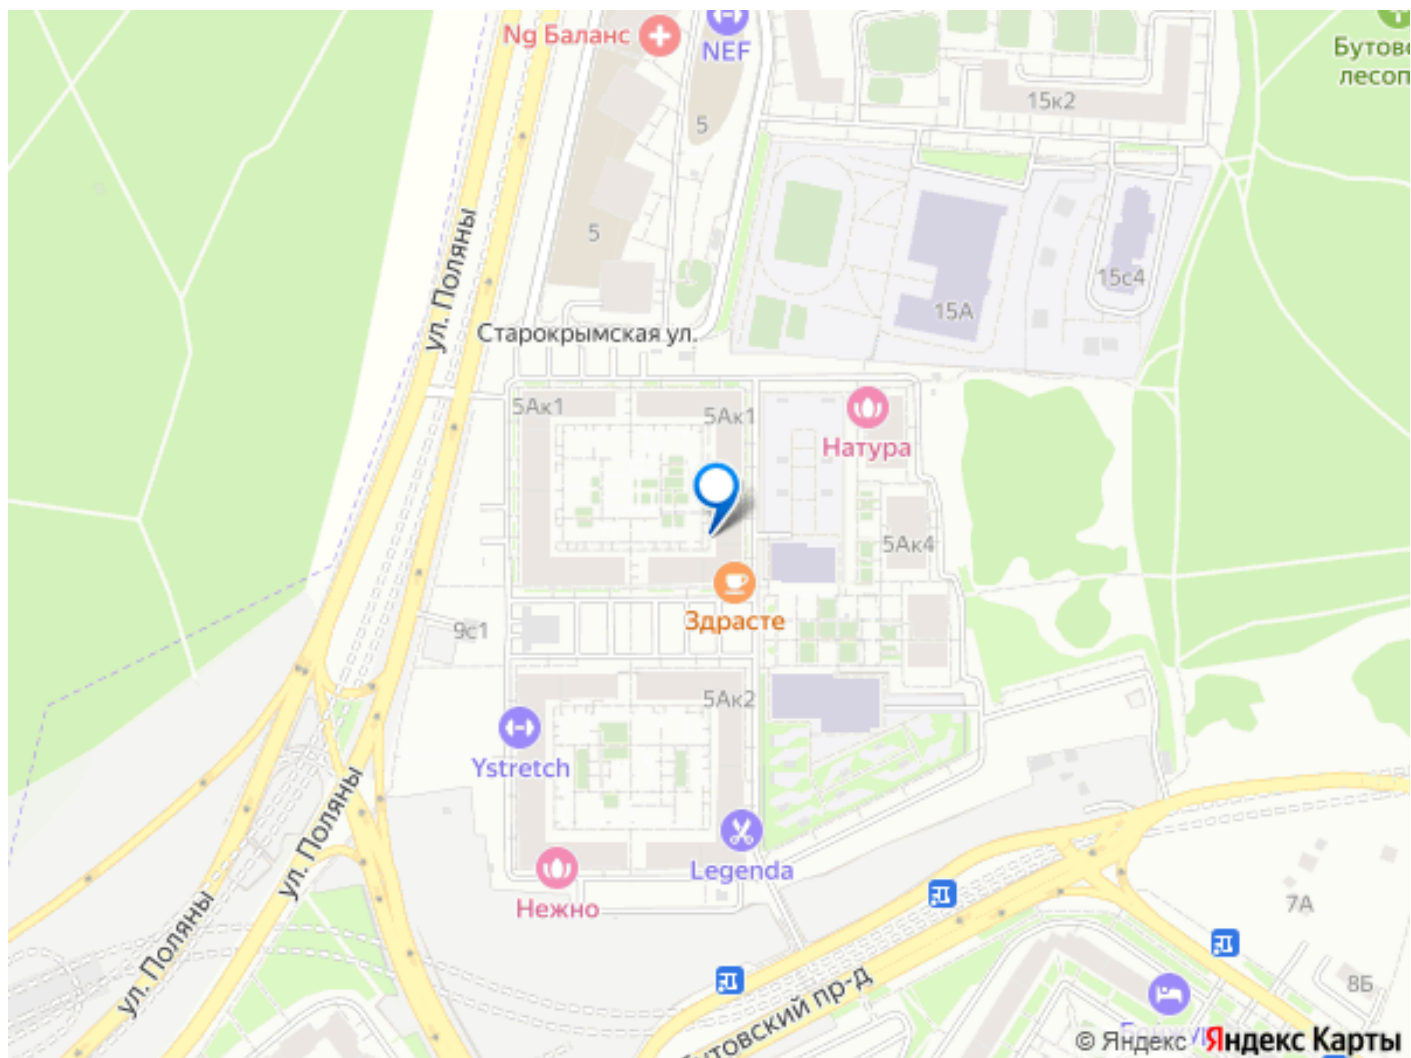 Ng Баланс
NEF
Бутово
лесоп
15к2
5
5
15А
15с4
ул. Поляны
Старокрымская ул.
5Ак1
5Ак1
Натура
5Ак4
Здрасте
9с1
5Ак2
Ystretch
ул. Поляны
Legenda
Нежно
ул. Поляны
7А
8Б
Бутовский пр-д
© Яндекс Яндекс Карты